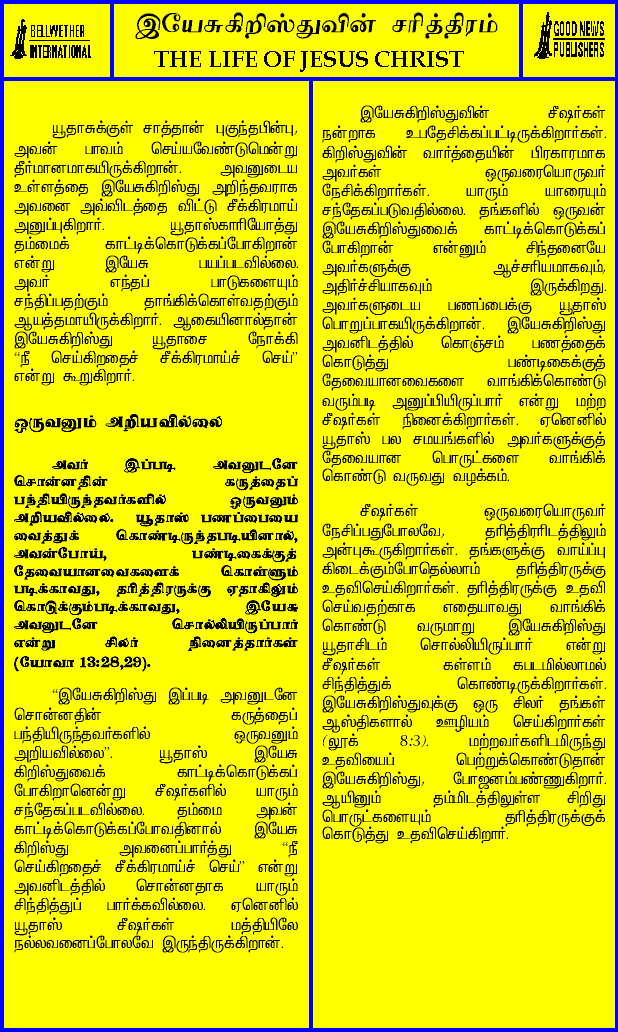 BELLWETHER
INTERNATIONAL
இயேசுகிறிஸ்துவின் சரித்திரம்
THE LIFE OF JESUS CHRIST
GOOD NEWS
PUBLISHERS
யூதாசுக்குள் சாத்தான் புகுந்தபின்பு,
அவன் பாவம் செய்யவேண்டுமென்று
தீர்மானமாகயிருக்கிறான். அவனுடைய
உள்ளத்தை இயேசுகிறிஸ்து அறிந்தவராக
அவனை அவ்விடத்தை விட்டு சீக்கிரமாய்
அனுப்புகிறார். யூதாஸ்காரியோத்து
தம்மைக் காட்டிக்கொடுக்கப்போகிறான்
என்று இயேசு பயப்படவில்லை.
அவர் எந்தப் பாடுகளையும்
சந்திப்பதற்கும் தாங்கிக்கொள்வதற்கும்
ஆயத்தமாயிருக்கிறார். ஆகையினால்தான்
இயேசுகிறிஸ்து யூதாசை நோக்கி
“நீ செய்கிறதைச் சீக்கிரமாய்ச் செய்”
என்று கூறுகிறார்.
ஒருவனும் அறியவில்லை
அவர் இப்படி அவனுடனே
சொன்னதின் கருத்தைப்
பந்தியிருந்தவர்களில் ஒருவனும்
அறியவில்லை. யூதாஸ் பணப்பையை
வைத்துக் கொண்டிருந்தபடியினால்,
அவன்போய், பண்டிகைக்குத்
தேவையானவைகளைக் கொள்ளும்
படிக்காவது, தரித்திரருக்கு ஏதாகிலும்
கொடுக்கும்படிக்காவது, இயேசு
அவனுடனே சொல்லியிருப்பார்
என்று சிலர் நினைத்தார்கள்
(யோவா 13:28,29).
“இயேசுகிறிஸ்து இப்படி அவனுடனே
சொன்னதின் கருத்தைப்
பந்தியிருந்தவர்களில் ஒருவனும்
அறியவில்லை”. யூதாஸ் இயேசு
கிறிஸ்துவைக் காட்டிக்கொடுக்கப்
போகிறானென்று சீஷர்களில் யாரும்
சந்தேகப்படவில்லை. தம்மை அவன்
காட்டிக்கொடுக்கப்போவதினால் இயேசு
கிறிஸ்து அவனைப்பார்த்து “நீ
செய்கிறதைச் சீக்கிரமாய்ச் செய்” என்று
அவனிடத்தில் சொன்னதாக யாரும்
சிந்தித்துப் பார்க்கவில்லை. ஏனெனில்
யூதாஸ் சீஷர்கள் மத்தியிலே
நல்லவனைப்போலவே இருந்திருக்கிறான்.
இயேசுகிறிஸ்துவின் சீஷர்கள்
நன்றாக உபதேசிக்கப்பட்டிருக்கிறார்கள்.
கிறிஸ்துவின் வார்த்தையின் பிரகாரமாக
அவர்கள் ஒருவரையொருவர்
நேசிக்கிறார்கள். யாரும் யாரையும்
சந்தேகப்படுவதில்லை. தங்களில் ஒருவன்
இயேசுகிறிஸ்துவைக் காட்டிக்கொடுக்கப்
போகிறான் என்னும் சிந்தனையே
அவர்களுக்கு ஆச்சரியமாகவும்,
அதிர்ச்சியாகவும் இருக்கிறது.
அவர்களுடைய பணப்பைக்கு யூதாஸ்
பொறுப்பாகயிருக்கிறான். இயேசுகிறிஸ்து
அவனிடத்தில் கொஞ்சம் பணத்தைக்
கொடுத்து பண்டிகைக்குத்
தேவையானவைகளை வாங்கிக்கொண்டு
வரும்படி அனுப்பியிருப்பார் என்று மற்ற
சீஷர்கள் நினைக்கிறார்கள். ஏனெனில்
யூதாஸ் பல சமயங்களில் அவர்களுக்குத்
தேவையான பொருட்களை வாங்கிக்
கொண்டு வருவது வழக்கம்.
சீஷர்கள் ஒருவரையொருவர்
நேசிப்பதுபோலவே, தரித்திரரிடத்திலும்
அன்புகூருகிறார்கள். தங்களுக்கு வாய்ப்பு
கிடைக்கும்போதெல்லாம் தரித்திரருக்கு
உதவிசெய்கிறார்கள். தரித்திரருக்கு உதவி
செய்வதற்காக எதையாவது வாங்கிக்
கொண்டு வருமாறு இயேசுகிறிஸ்து
யூதாசிடம் சொல்லியிருப்பார் என்று
சீஷர்கள் கள்ளம் கபடமில்லாமல்
சிந்தித்துக் கொண்டிருக்கிறார்கள்.
இயேசுகிறிஸ்துவுக்கு ஒரு சிலர் தங்கள்
ஆஸ்திகளால் ஊழியம் செய்கிறார்கள்
(லூக் 8:3). மற்றவர்களிடமிருந்து
உதவியைப் பெற்றுக்கொண்டுதான்
இயேசுகிறிஸ்து, போஜனம்பண்ணுகிறார்.
ஆயினும் தம்மிடத்திலுள்ள சிறிது
பொருட்களையும் தரித்திரருக்குக்
கொடுத்து உதவிசெய்கிறார்.